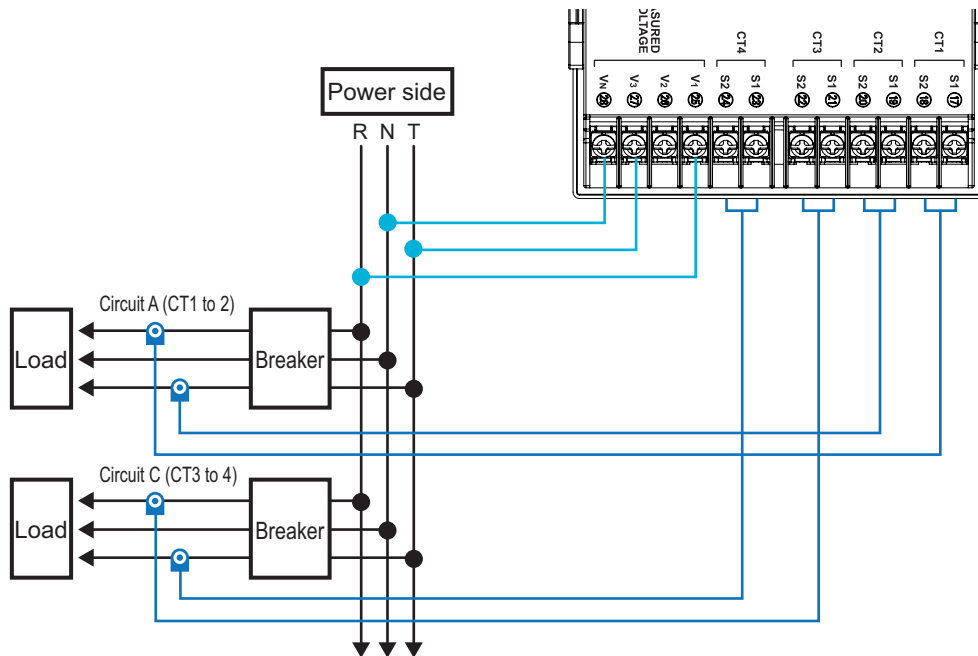 ASURED
VOLTAGE
CT4
CT3
CT2
CT1
VN
V3
V2
V1
S2
S1
S2
S1
S2
S1
S2
S1
28
27
26
25
24
23
22
21
20
19
18
17
Power side
R N T
Circuit A (CT1 to 2)
Load
Breaker
Circuit C (CT3 to 4)
Load
Breaker